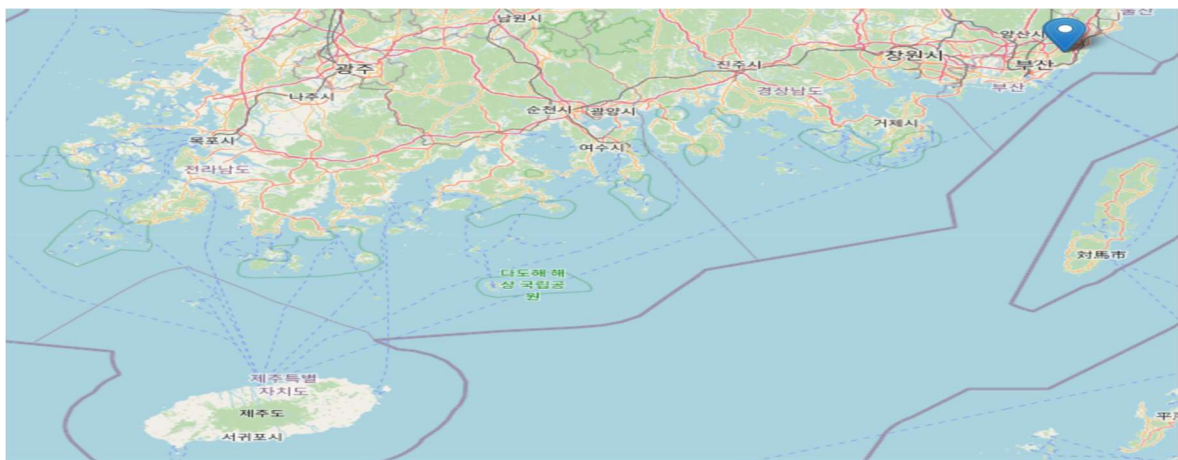 남원시
울산
양산시
광주
진주시
창원시
부산
나주시
경상남도
부산
순천시
광양시
거제시
목포시
여수시
전라남도
対馬市
다도해 해
상 국립공
원
제주특별
자치도
제주도
서귀포시